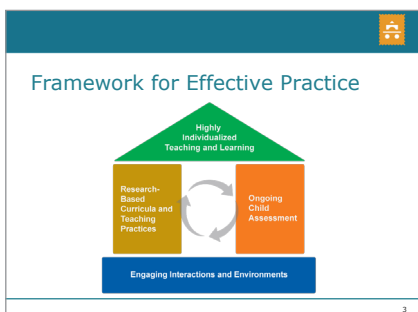 Framework for Effective Practice
Highly
Individualized
Teaching and Learning
Research-
Based
Curricula and
Teaching
Practices
Ongoing
Child
Assessment
Engaging Interactions and Environments
3